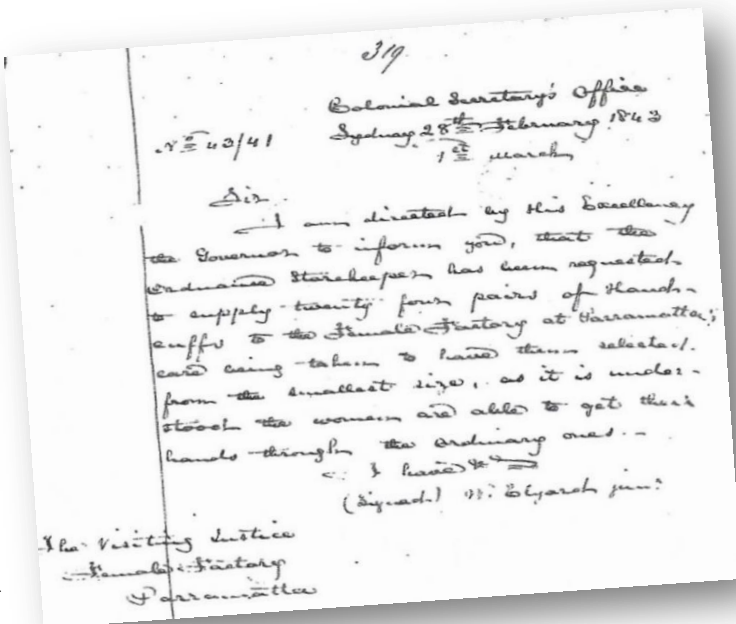 319
Colonial Secretary's Office
Sydney 28th February 1843
No 43/41
1st March
Sir
I am directed by His Excellency
the Governor to inform you, that the
Ordnance Storekeeper has been requested
to supply twenty four pairs of Hand-
cuffs to the Female Factory at Parramatta;
care being taken to have them selected
from the smallest size, as it is under-
stood the women are able to get their
hands through the ordinary ones. -
I have &c
(Signed) W. Elyard junr
The Visiting Justice
Female Factory
Parramatta